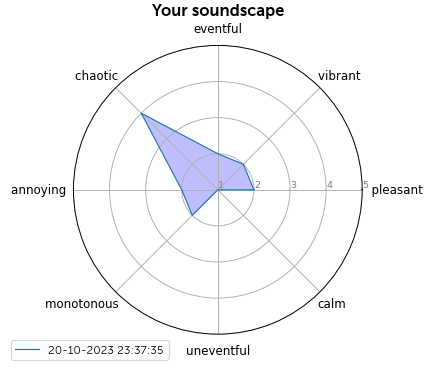 Your soundscape
eventful
chaotic
vibrant
annoying
1 2 3 4 5
pleasant
monotonous
calm
20-10-2023 23:37:35
uneventful